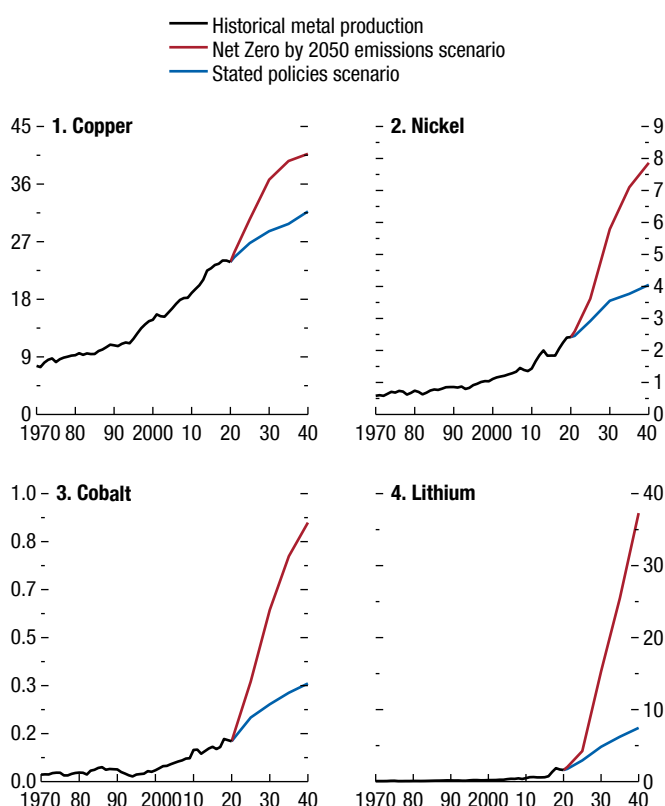 Historical metal production
Net Zero by 2050 emissions scenario
Stated policies scenario
1. Copper
45
36
27
18
9
0
1970 80 90 2000 10 20 30 40
2. Nickel
9
8
7
6
5
4
3
2
1
0
1970 80 90 2000 10 20 30 40
3. Cobalt
1.0
0.8
0.7
0.5
0.3
0.2
0.0
1970 80 90 2000 10 20 30 40
4. Lithium
40
30
20
10
0
1970 80 90 2000 10 20 30 40